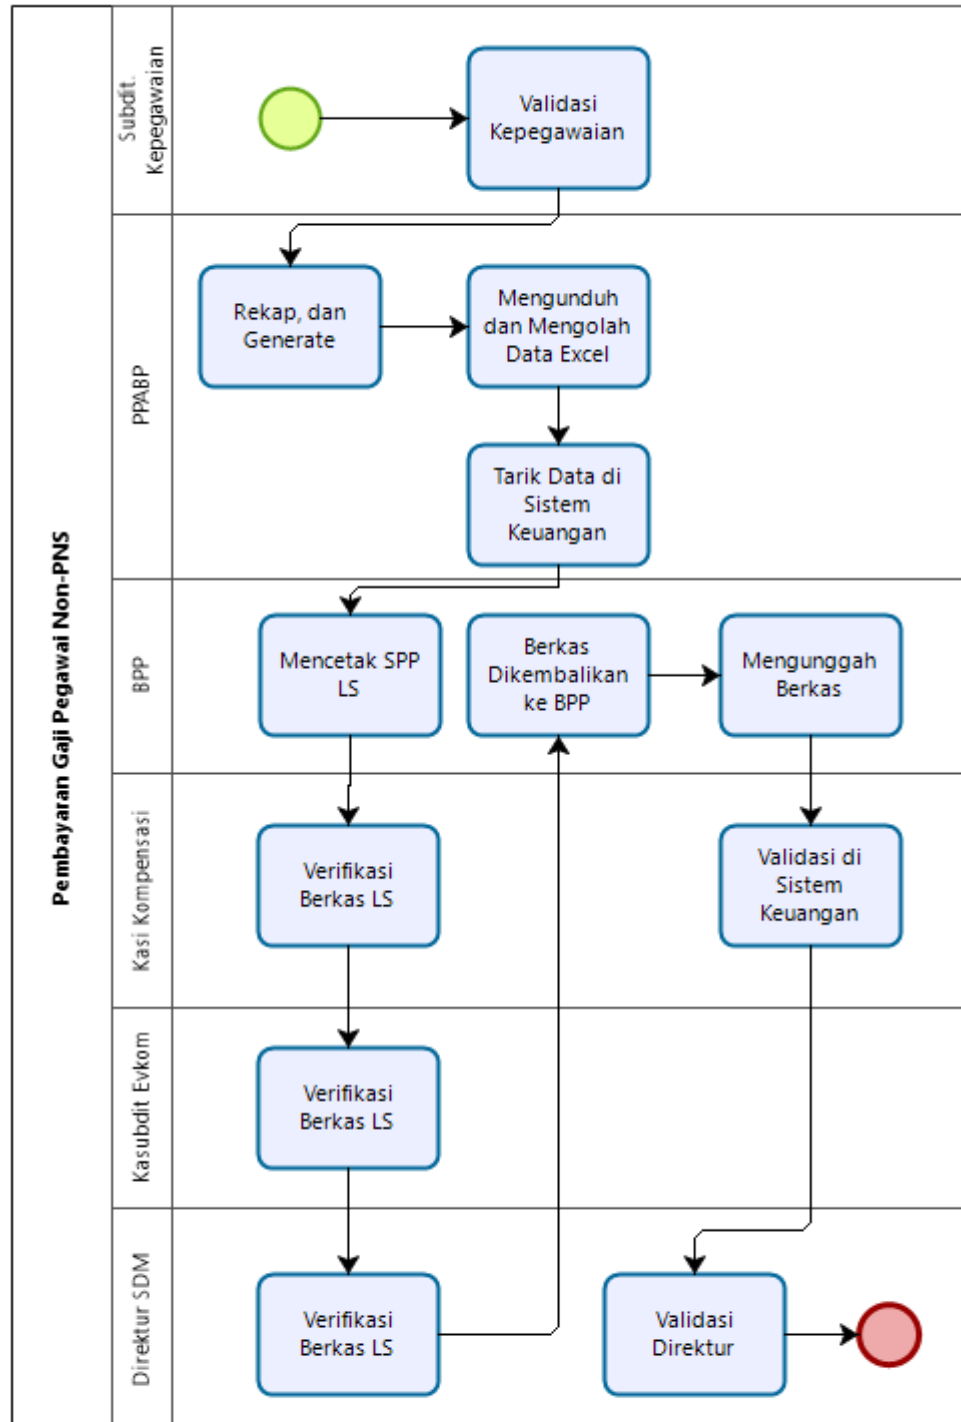 Pembayaran Gaji Pegawai Non-PNS
Subdit.
Kepegawaian
Validasi
Kepegawaian
PPABP
Rekap, dan
Generate
Mengunduh
dan Mengolah
Data Excel
Tarik Data di
Sistem
Keuangan
BPP
Mencetak SPP
LS
Berkas
Dikembalikan
ke BPP
Mengunggah
Berkas
Kasi Kompensasi
Verifikasi
Berkas LS
Validasi di
Sistem
Keuangan
Kasubdit Evkom
Verifikasi
Berkas LS
Direktur SDM
Verifikasi
Berkas LS
Validasi
Direktur